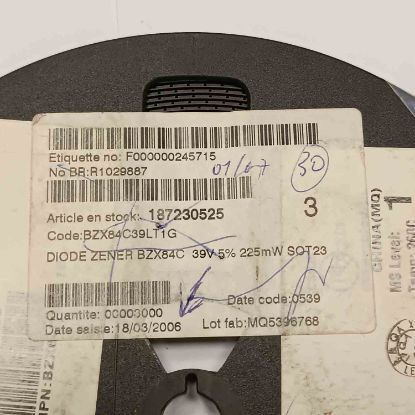 Etiquette no: F000000245715
No BR:R1029887
01/07
30
Article en stock: 187230525
3
Code:BZX84C39LT1G
DIODE ZENER BZX84C 39V 5% 225mW SOT23
Date code:0539
Quantite: 00003000
Date saisie:18/03/2006
Lot fab:MQ5396768
MS Level:
1